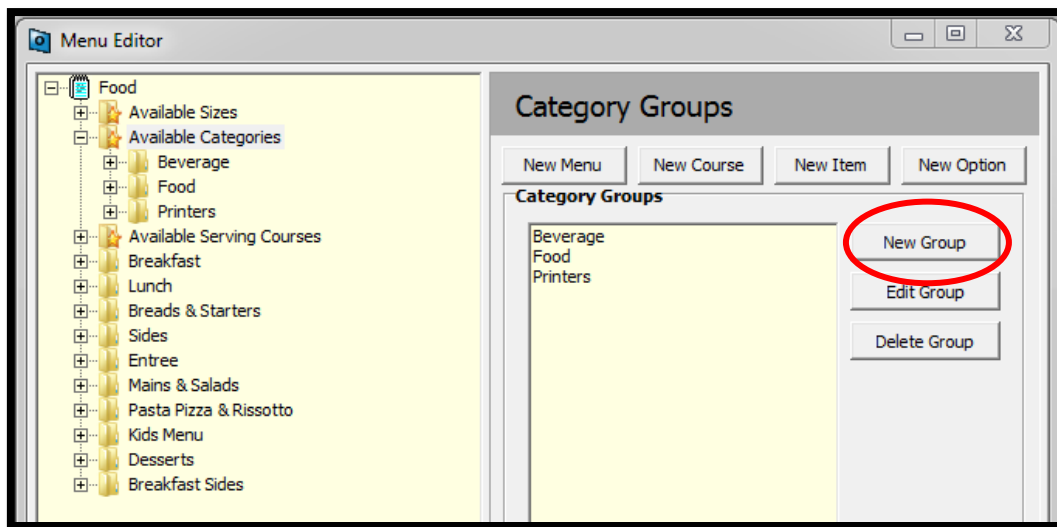 Menu Editor
Food
Available Sizes
Available Categories
Beverage
Food
Printers
Available Serving Courses
Breakfast
Lunch
Breads & Starters
Sides
Entree
Mains & Salads
Pasta Pizza & Rissotto
Kids Menu
Desserts
Breakfast Sides
Category Groups
New Menu New Course New Item New Option
Category Groups
Beverage
Food
Printers
New Group
Edit Group
Delete Group